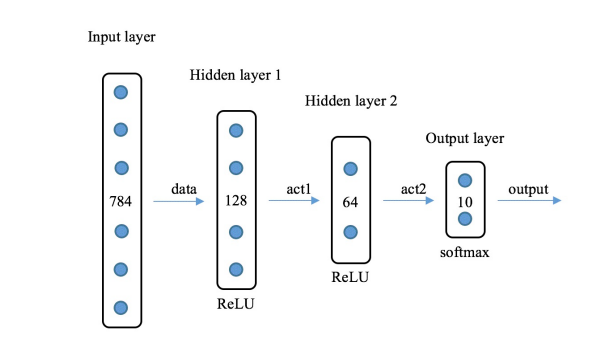 Input layer
Hidden layer 1
Hidden layer 2
Output layer
784
data
128
act1
64
act2
10
output
softmax
ReLU
ReLU